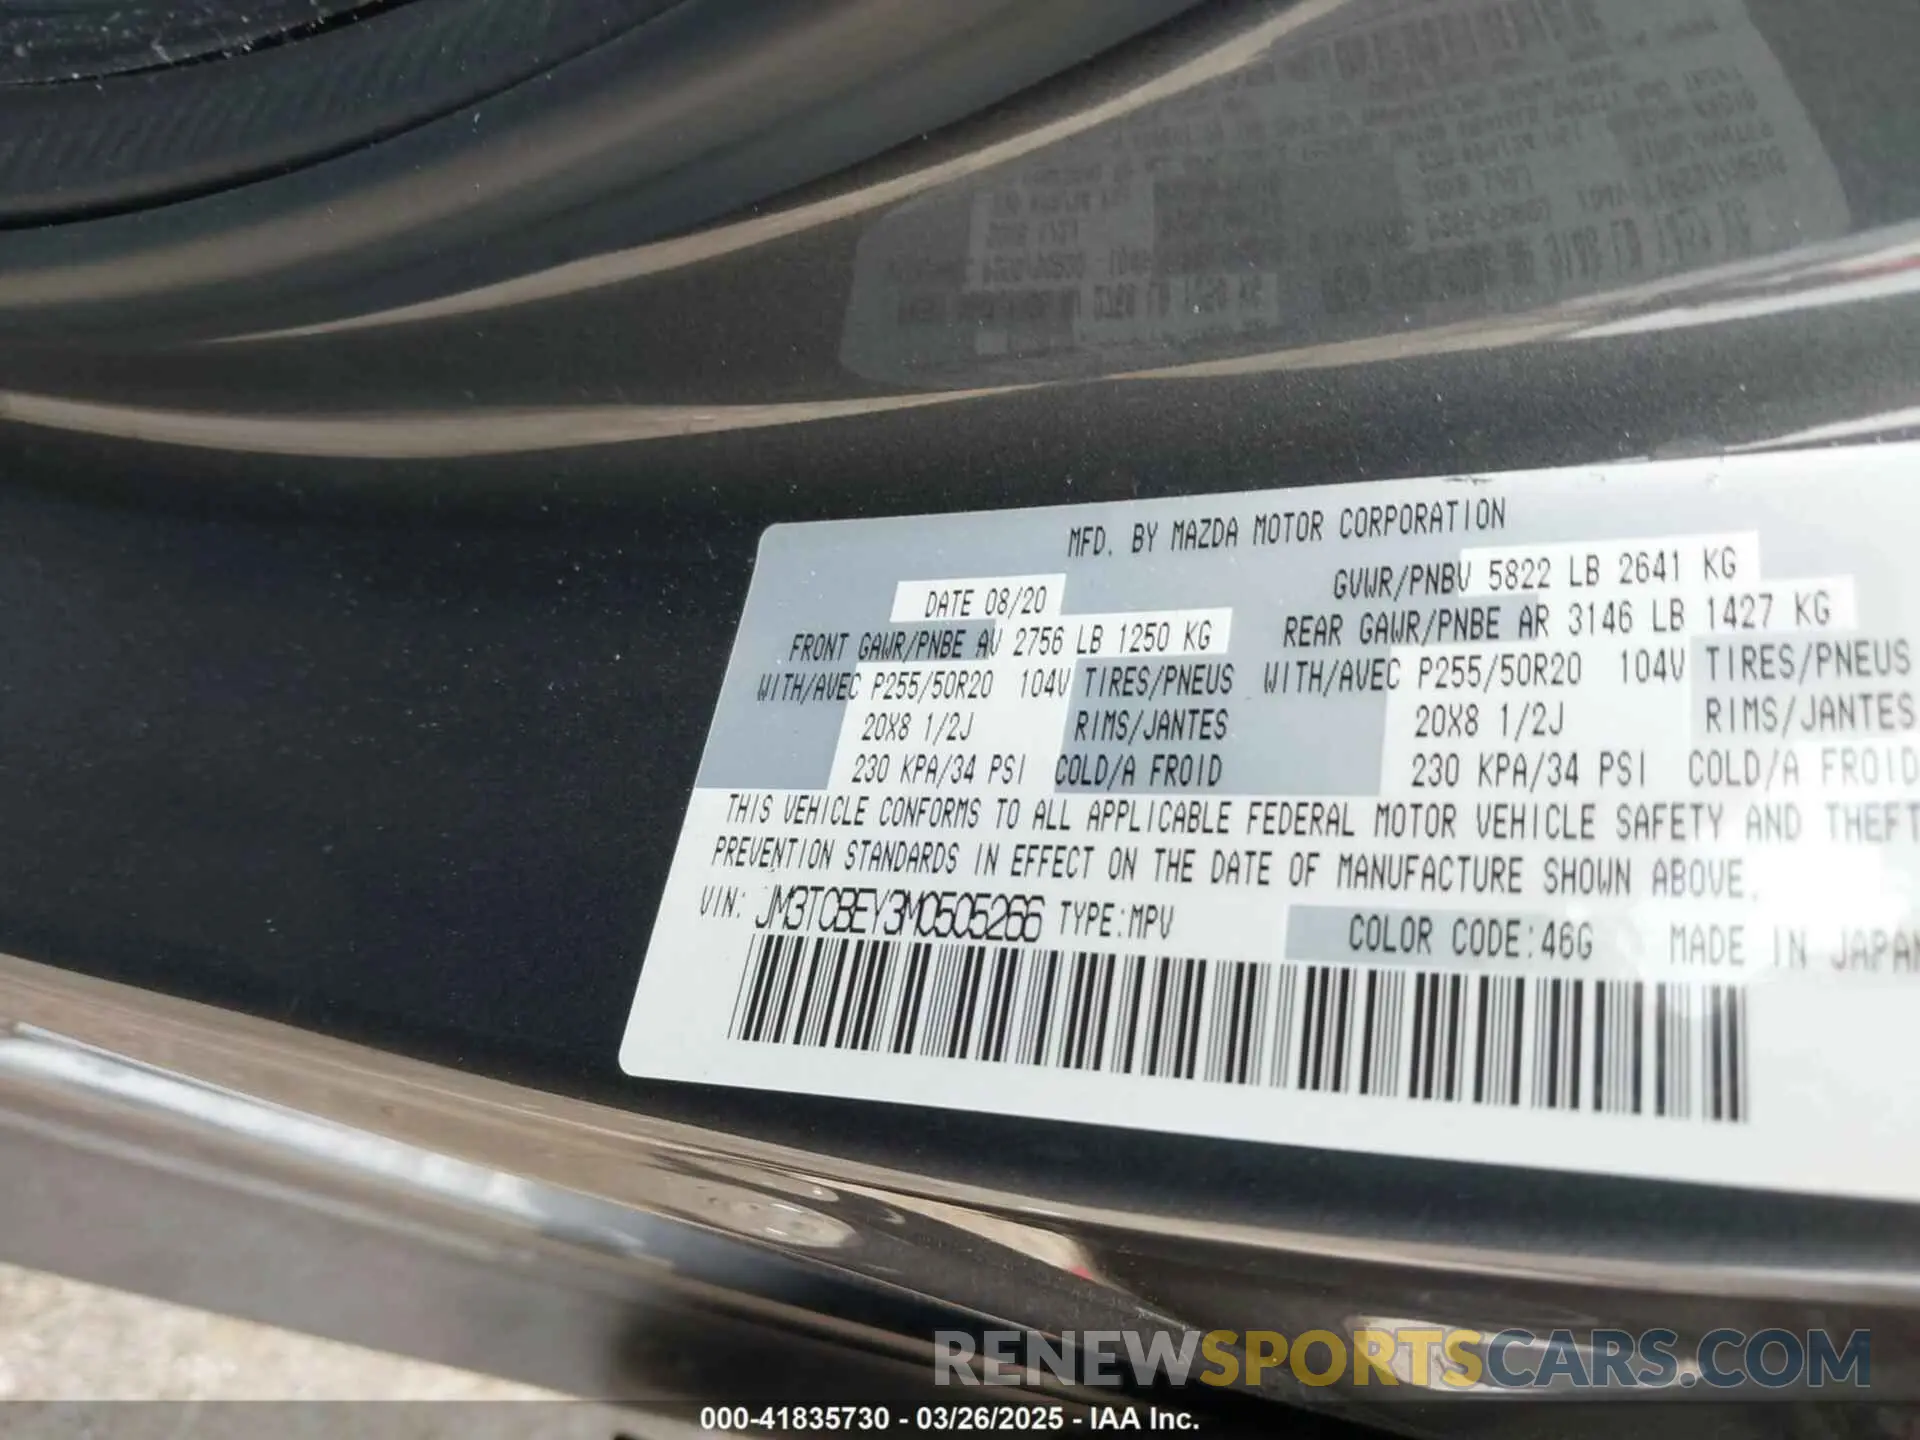 MFD. BY MAZDA MOTOR CORPORATION
DATE 08/20
GVWR/PNBV 5822 LB 2641 KG
FRONT GAWR/PNBE AV 2756 LB 1250 KG
REAR GAWR/PNBE AR 3146 LB 1427 KG
WITH/AVEC P255/50R20 104V TIRES/PNEUS
WITH/AVEC P255/50R20 104V TIRES/PNEUS
20X8 1/2J RIMS/JANTES
20X8 1/2J RIMS/JANTES
230 KPA/34 PSI COLD/A FROID
230 KPA/34 PSI COLD/A FROID
THIS VEHICLE CONFORMS TO ALL APPLICABLE FEDERAL MOTOR VEHICLE SAFETY AND THEFT
PREVENTION STANDARDS IN EFFECT ON THE DATE OF MANUFACTURE SHOWN ABOVE.
VIN: JM3TCBEY3M0505266 TYPE:MPV
COLOR CODE:46G MADE IN JAPAN
RENEWSPORTSCARS.COM
000-41835730 - 03/26/2025 - IAA Inc.